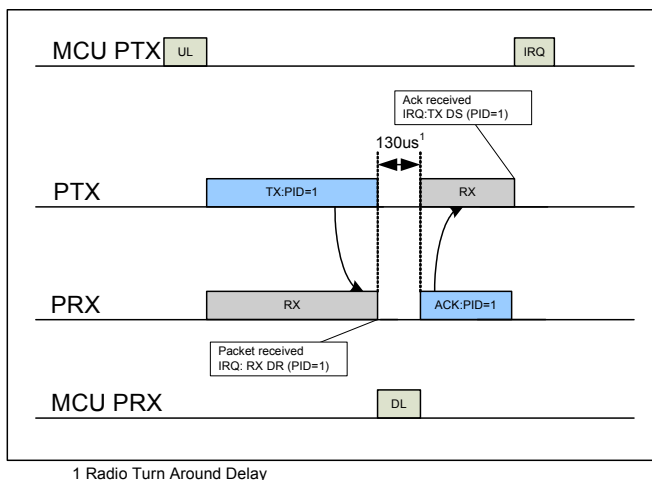 MCU PTX
UL
IRQ
Ack received
IRQ:TX DS (PID=1)
130us1
PTX
TX:PID=1
RX
PRX
RX
ACK:PID=1
Packet received
IRQ: RX DR (PID=1)
MCU PRX
DL
1 Radio Turn Around Delay